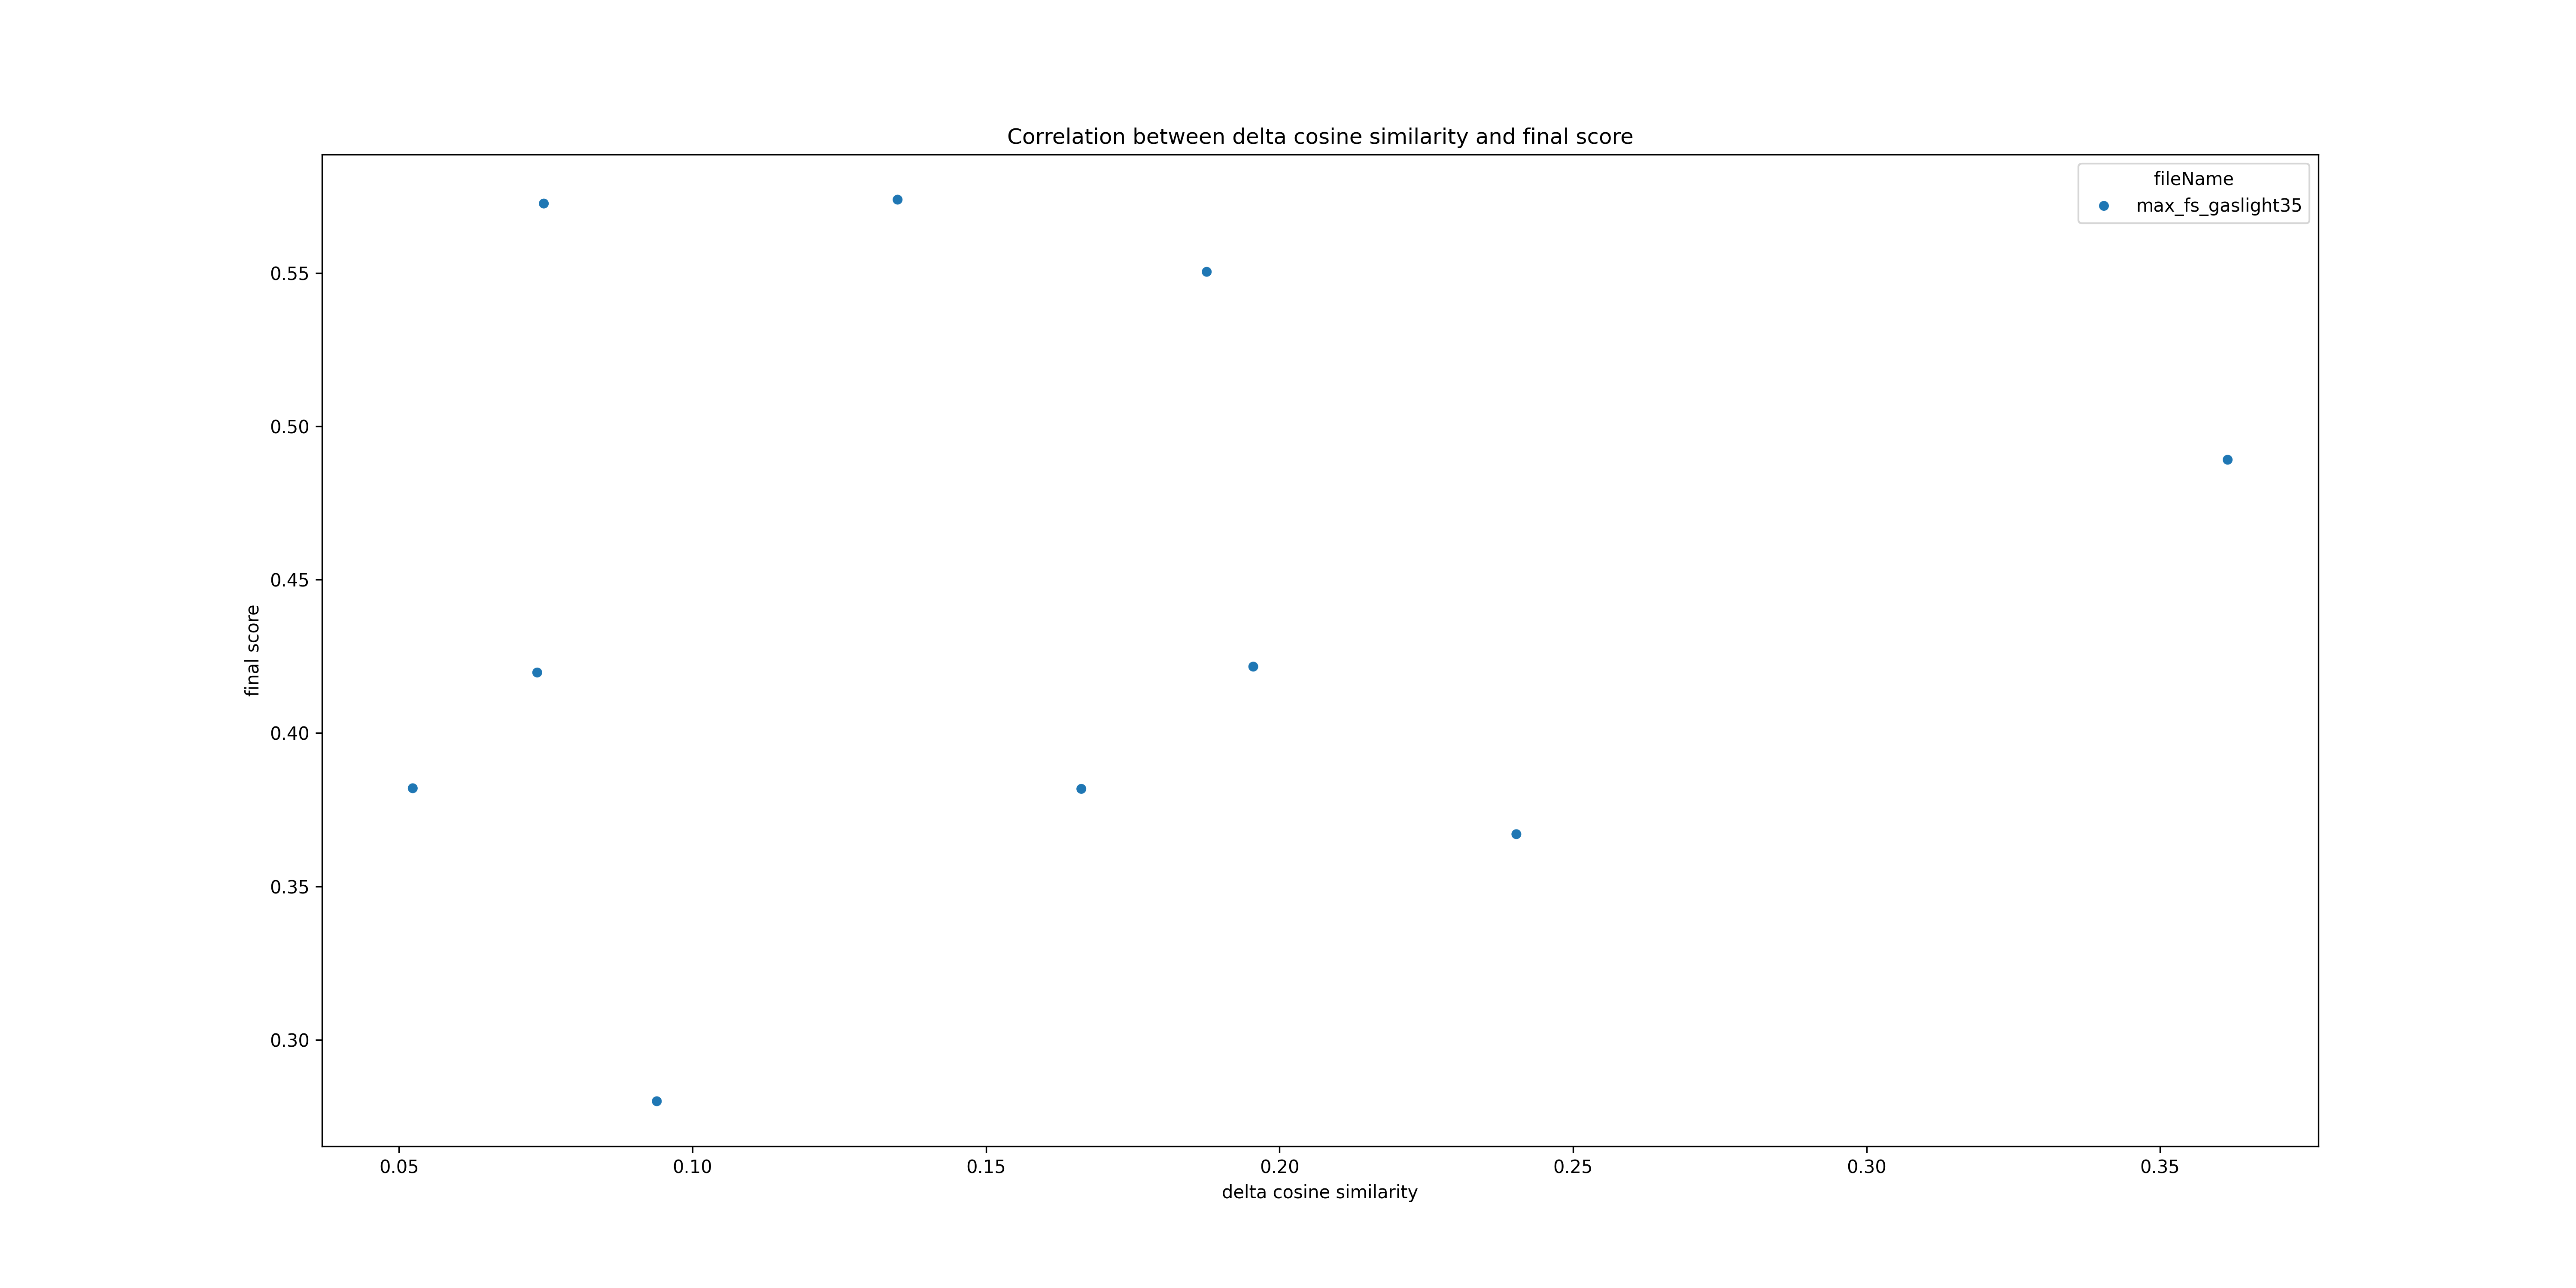 Correlation between delta cosine similarity and final score
fileName
max_fs_gaslight35
0.55
0.50
0.45
0.40
0.35
0.30
final score
0.05 0.10 0.15 0.20 0.25 0.30 0.35
delta cosine similarity